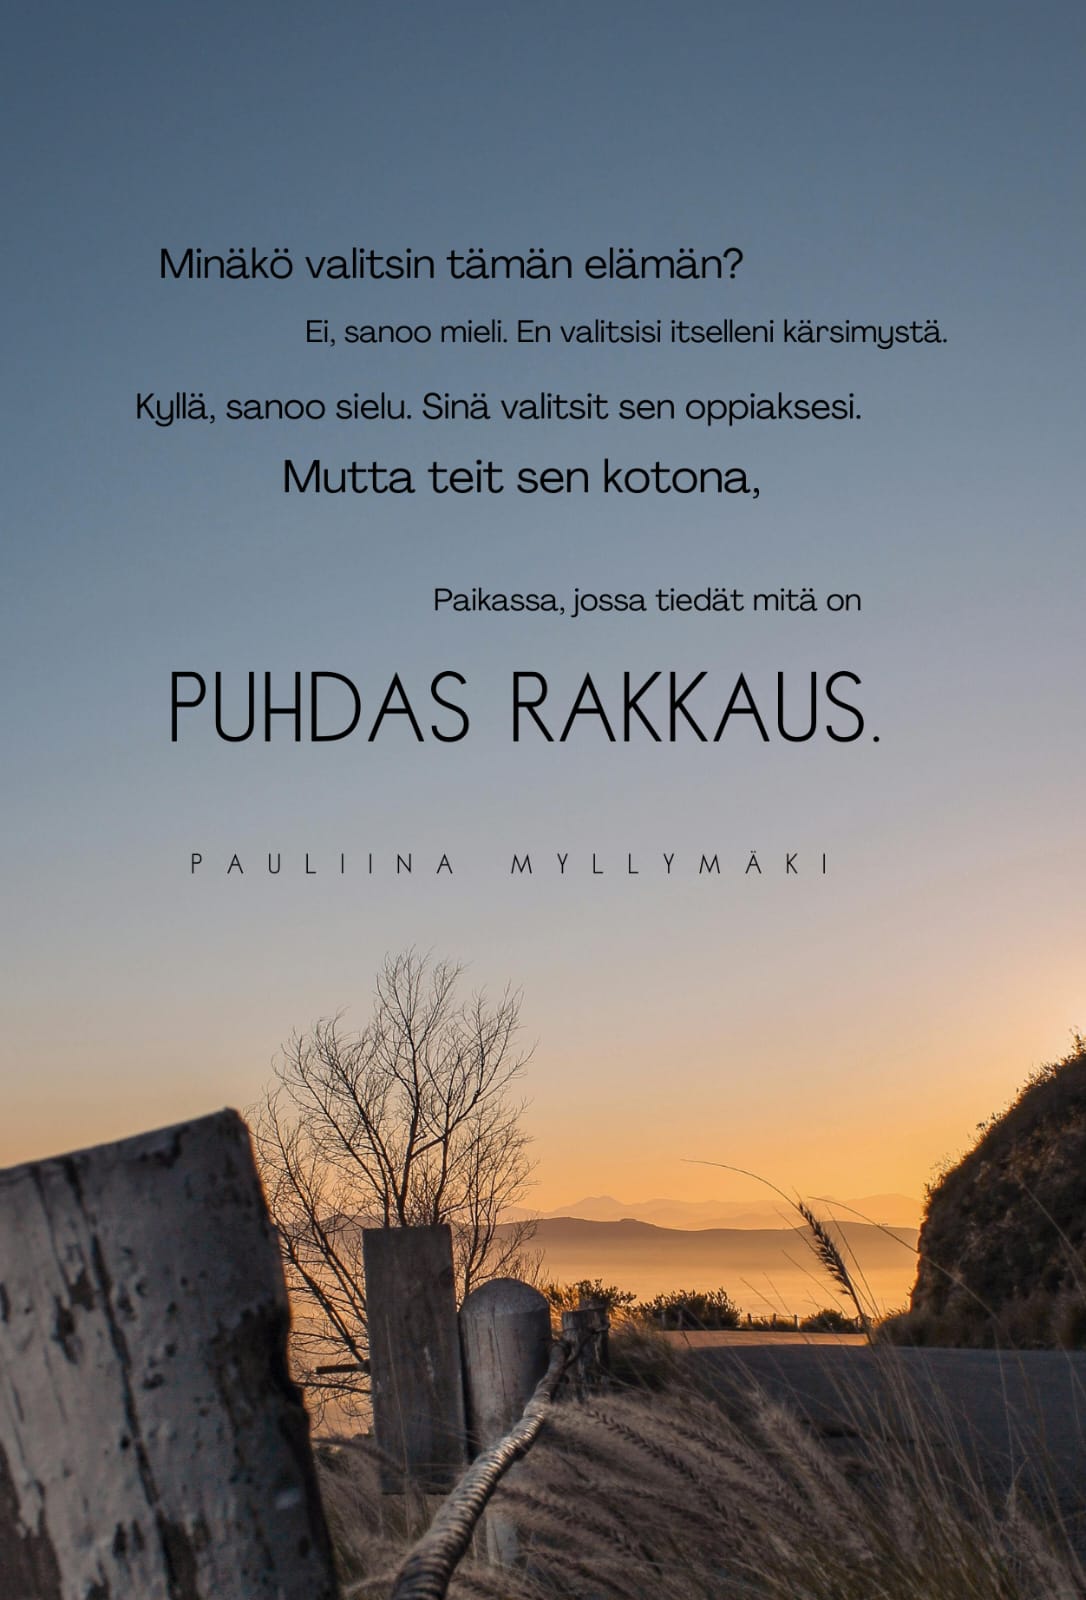 Minäkö valitsin tämän elämän?
Ei, sanoo mieli. En valitsisi itselleni kärsimystä.
Kyllä, sanoo sielu. Sinä valitsit sen oppiaksesi.
Mutta teit sen kotona,
Paikassa, jossa tiedät mitä on
PUHDAS RAKKAUS.
PAULIINA MYLLYMÄKI